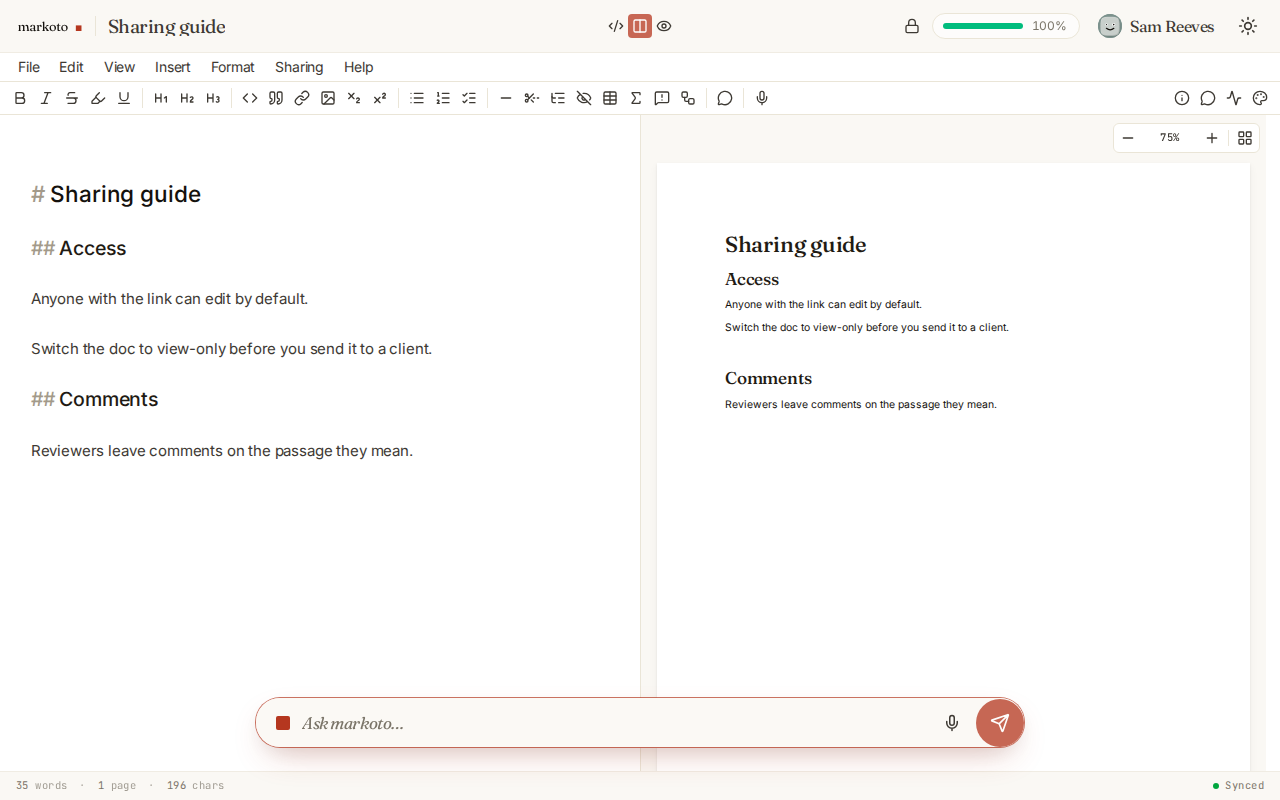 markoto
Sharing guide
100%
Sam Reeves
File Edit View Insert Format Sharing Help
H1 H2 H3
75%
# Sharing guide
## Access
Anyone with the link can edit by default.
Switch the doc to view-only before you send it to a client.
## Comments
Reviewers leave comments on the passage they mean.
Sharing guide
Access
Anyone with the link can edit by default.
Switch the doc to view-only before you send it to a client.
Comments
Reviewers leave comments on the passage they mean.
Ask markoto...
35 words · 1 page · 196 chars
Synced